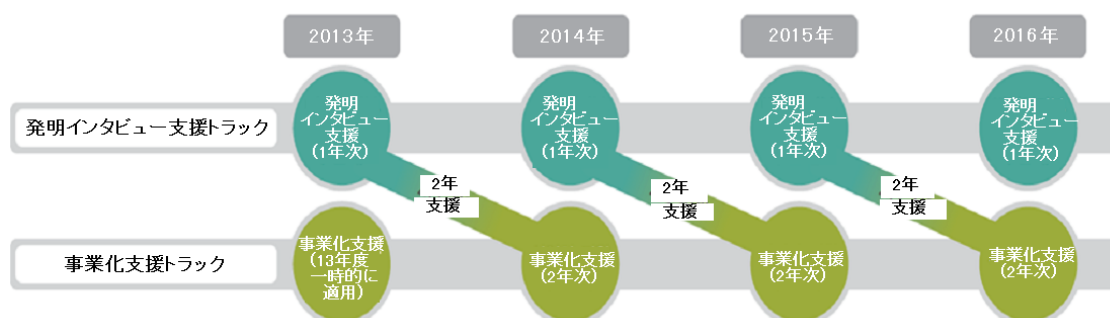 2013年
2014年
2015年
2016年
発明インタビュー支援トラック
発明
インタビュー
支援
(1年次)
発明
インタビュー
支援
(1年次)
発明
インタビュー
支援
(1年次)
発明
インタビュー
支援
(1年次)
2年
支援
2年
支援
2年
支援
事業化支援トラック
事業化支援
(13年度
一時的に
適用)
事業化支援
(2年次)
事業化支援
(2年次)
事業化支援
(2年次)